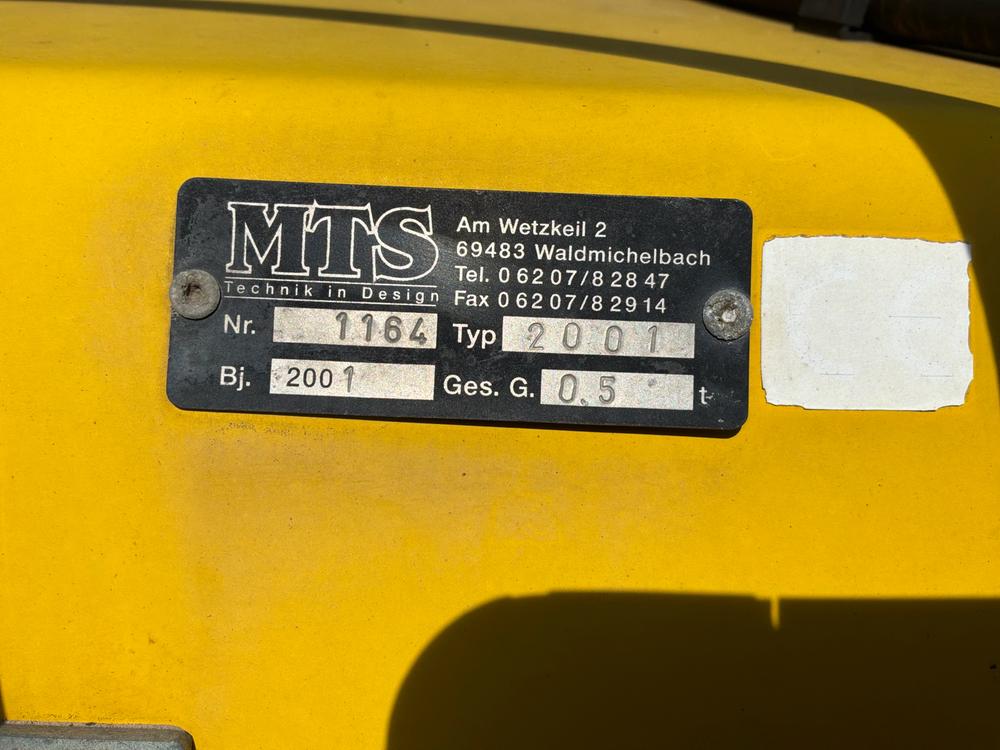 MTS
Technik in Design
Am Wetzkeil 2
69483 Waldmichelbach
Tel. 0 62 07/8 28 47
Fax 0 62 07/8 29 14
Nr. 1164 Typ 2001
Bj. 2001 Ges. G. 0.5 t